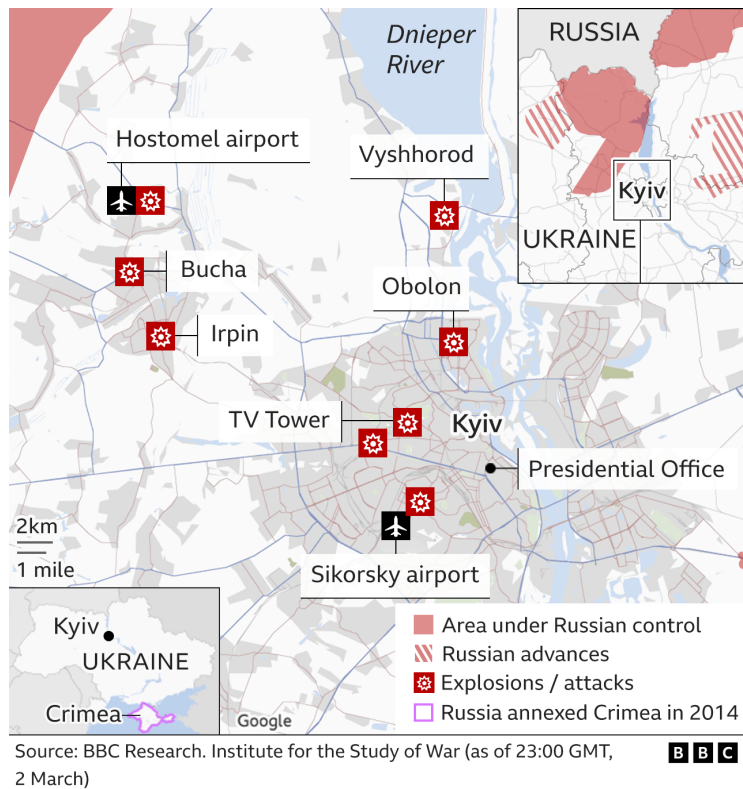 Dnieper
River
RUSSIA
Kyiv
UKRAINE
Hostomel airport
Vyshhorod
Bucha
Obolon
Irpin
TV Tower
Kyiv
Presidential Office
2km
1 mile
Sikorsky airport
Kyiv
UKRAINE
Crimea
Google
Area under Russian control
Russian advances
Explosions / attacks
Russia annexed Crimea in 2014
Source: BBC Research. Institute for the Study of War (as of 23:00 GMT,
2 March)
BBC